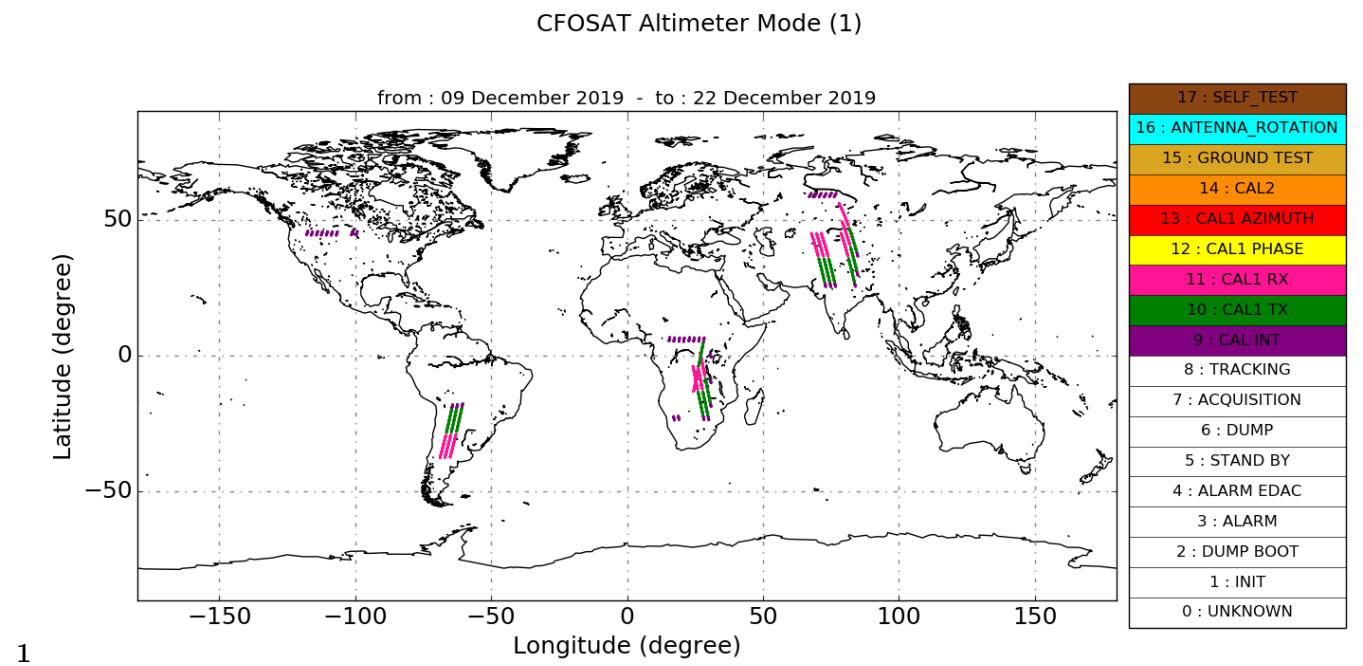 CFOSAT Altimeter Mode (1)
from : 09 December 2019 - to : 22 December 2019
17 : SELF_TEST
16 : ANTENNA_ROTATION
15 : GROUND TEST
14 : CAL2
13 : CAL1 AZIMUTH
12 : CAL1 PHASE
11 : CAL1 RX
10 : CAL1 TX
9 : CAL INT
8 : TRACKING
7 : ACQUISITION
6 : DUMP
5 : STAND BY
4 : ALARM EDAC
3 : ALARM
2 : DUMP BOOT
1 : INIT
0 : UNKNOWN
Latitude (degree)
50
0
−50
−150 −100 −50 0 50 100 150
Longitude (degree)
1